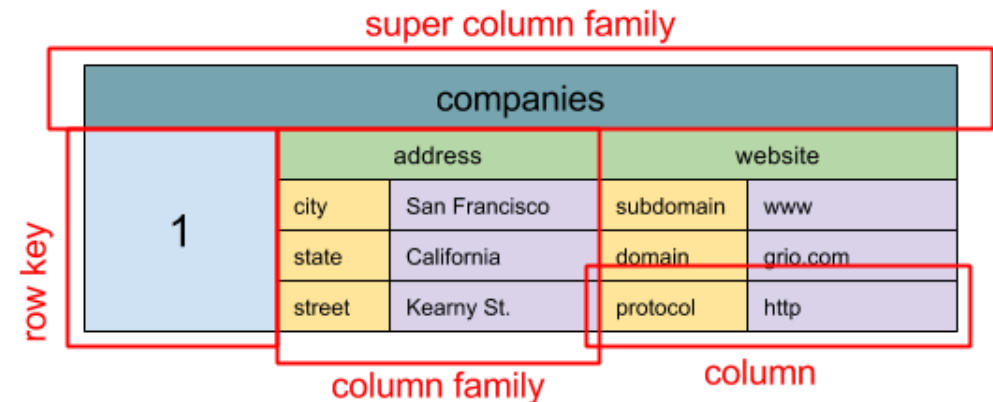 super column family
companies
address website
city San Francisco subdomain www
1
state California domain grio.com
street Kearny St. protocol http
row key
column family column